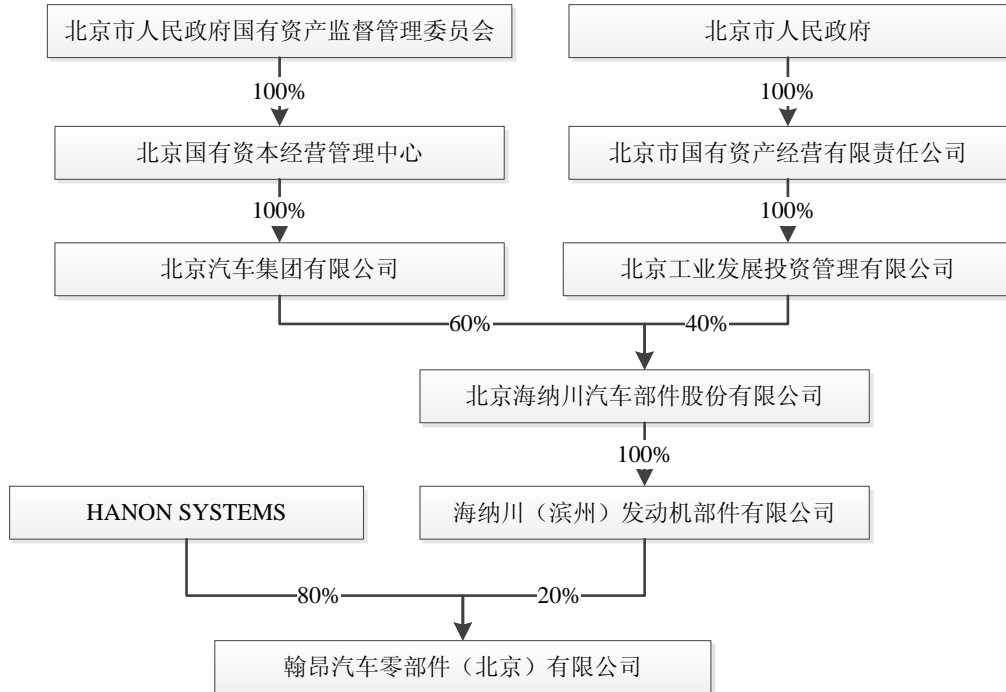 北京市人民政府国有资产监督管理委员会
北京市人民政府
100%
100%
北京国有资本经营管理中心
北京市国有资产经营有限责任公司
100%
100%
北京汽车集团有限公司
北京工业发展投资管理有限公司
60%
40%
北京海纳川汽车部件股份有限公司
100%
HANON SYSTEMS
海纳川（滨州）发动机部件有限公司
80%
20%
翰昂汽车零部件（北京）有限公司